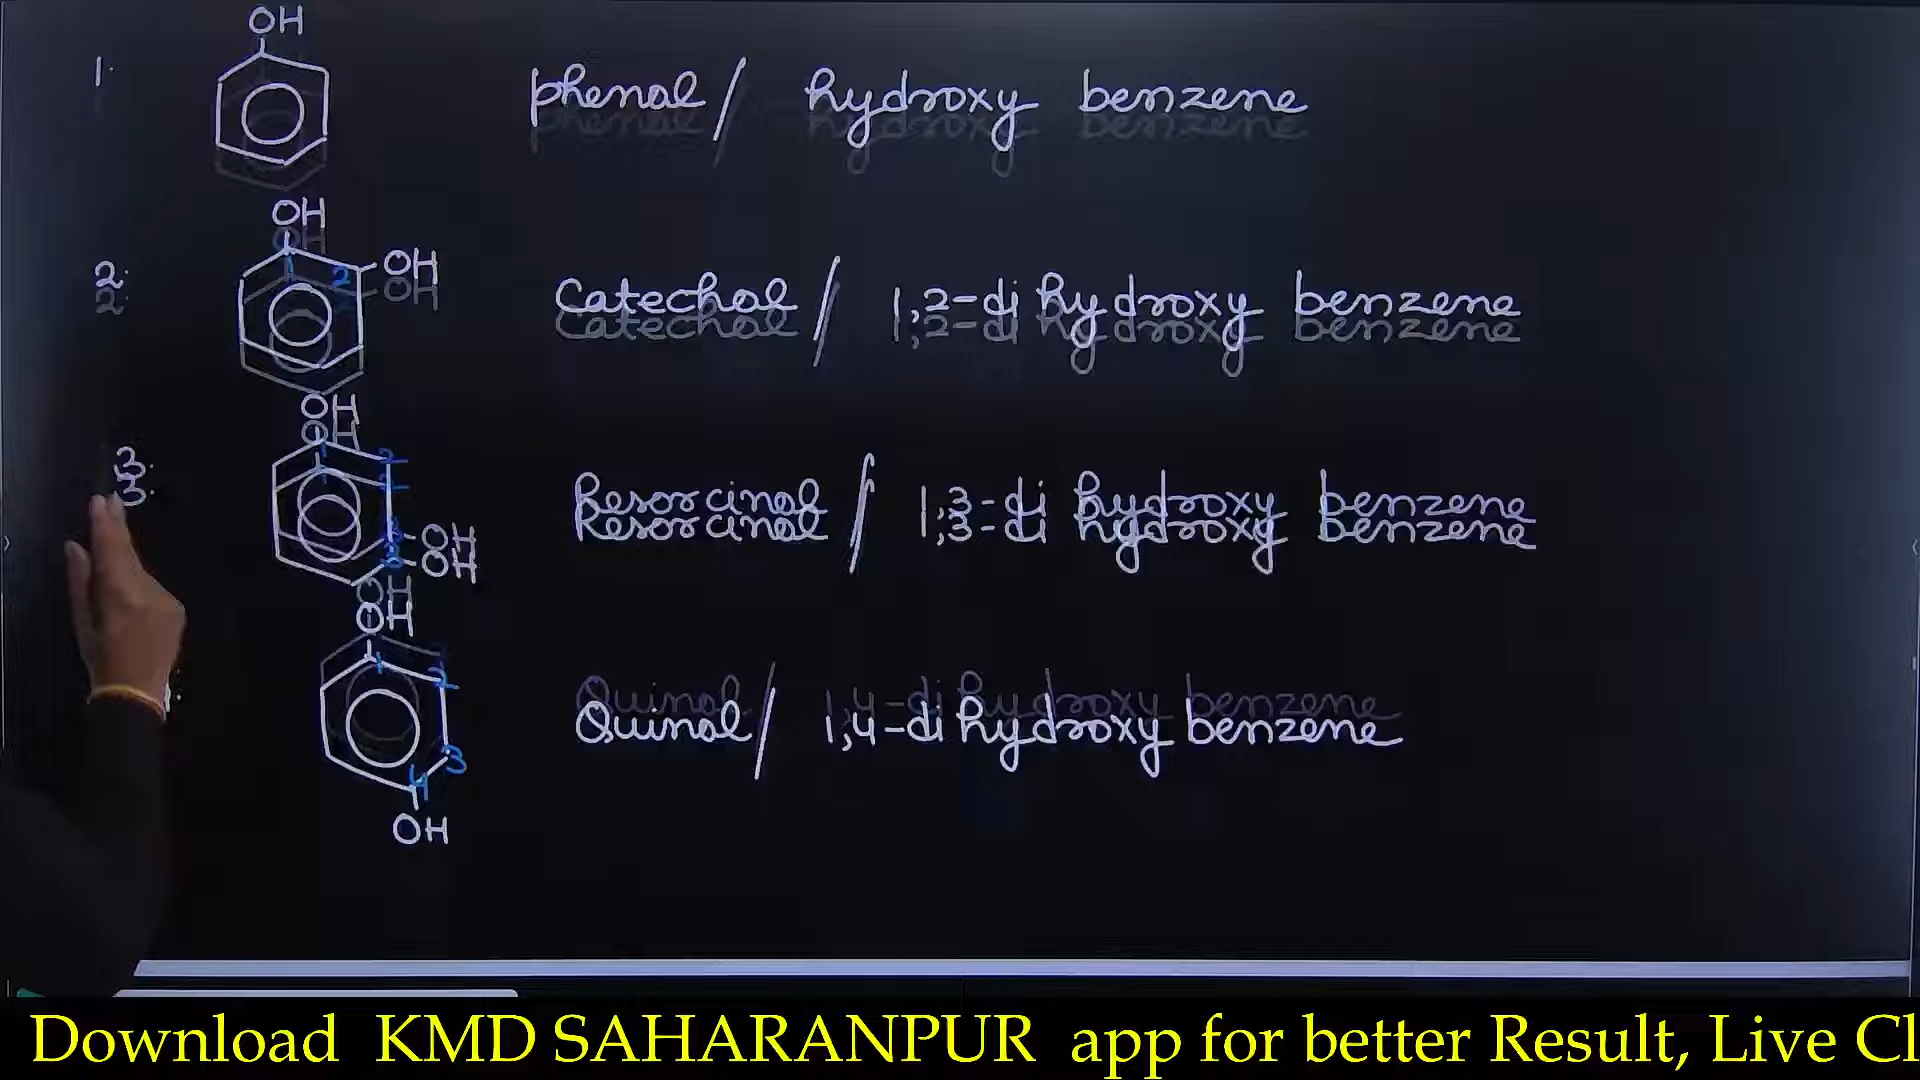 OH
1. phenol / hydroxy benzene
OH
OH
1 2
2. Catechol / 1,2-di hydroxy benzene
OH
1 2
3
OH
3. Resorcinol / 1,3-di hydroxy benzene
OH
1 2
3
4
OH
Quinol / 1,4-di hydroxy benzene
Download KMD SAHARANPUR app for better Result, Live Cl